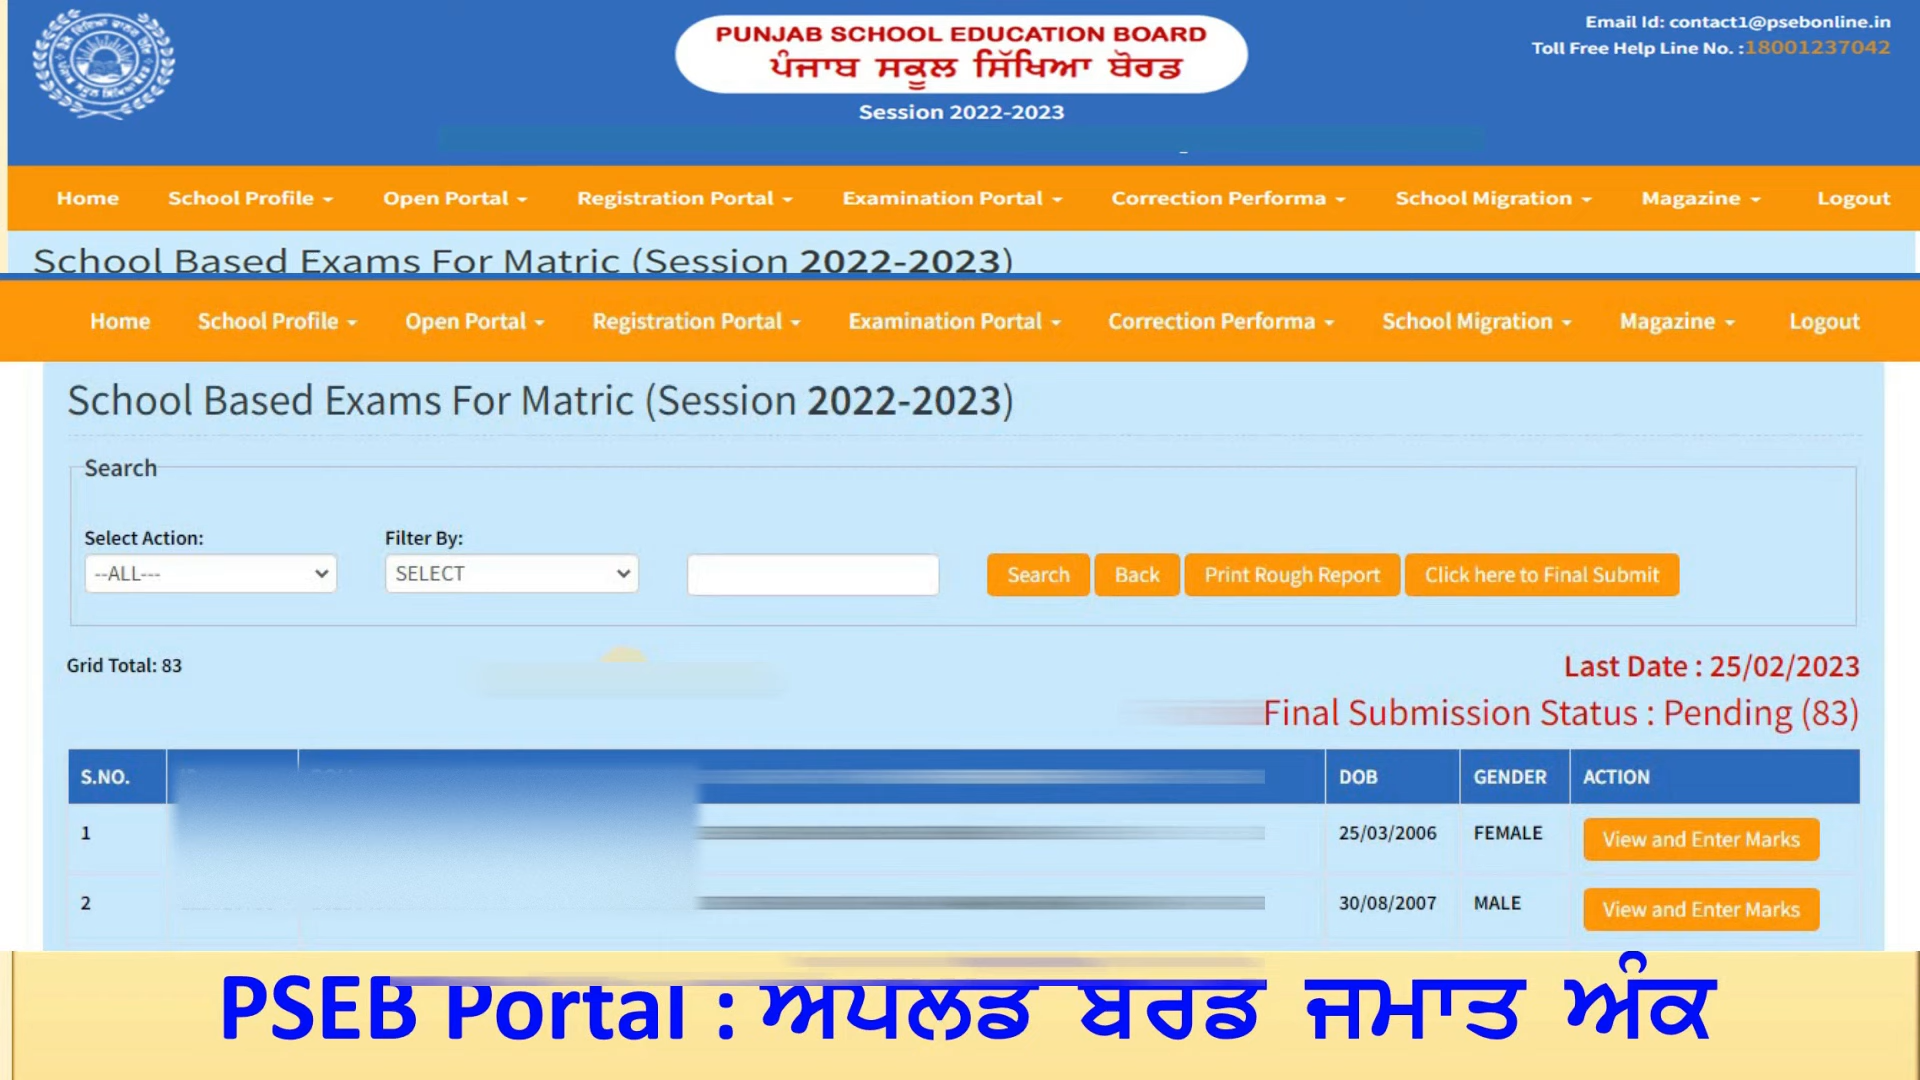 Email Id: contact1@psebonline.in
PUNJAB SCHOOL EDUCATION BOARD
Toll Free Help Line No. :18001237042
ਪੰਜਾਬ ਸਕੂਲ ਸਿੱਖਿਆ ਬੋਰਡ
Session 2022-2023
Home School Profile Open Portal Registration Portal Examination Portal Correction Performa School Migration Magazine Logout
School Based Exams For Matric (Session 2022-2023)
Home School Profile Open Portal Registration Portal Examination Portal Correction Performa School Migration Magazine Logout
School Based Exams For Matric (Session 2022-2023)
Search
Select Action: Filter By:
--ALL--- SELECT Search Back Print Rough Report Click here to Final Submit
Grid Total: 83 Last Date : 25/02/2023
Final Submission Status : Pending (83)
S.NO. DOB GENDER ACTION
1 25/03/2006 FEMALE View and Enter Marks
2 30/08/2007 MALE View and Enter Marks
PSEB Portal : ਜਮਾਤ ਅੰਕ